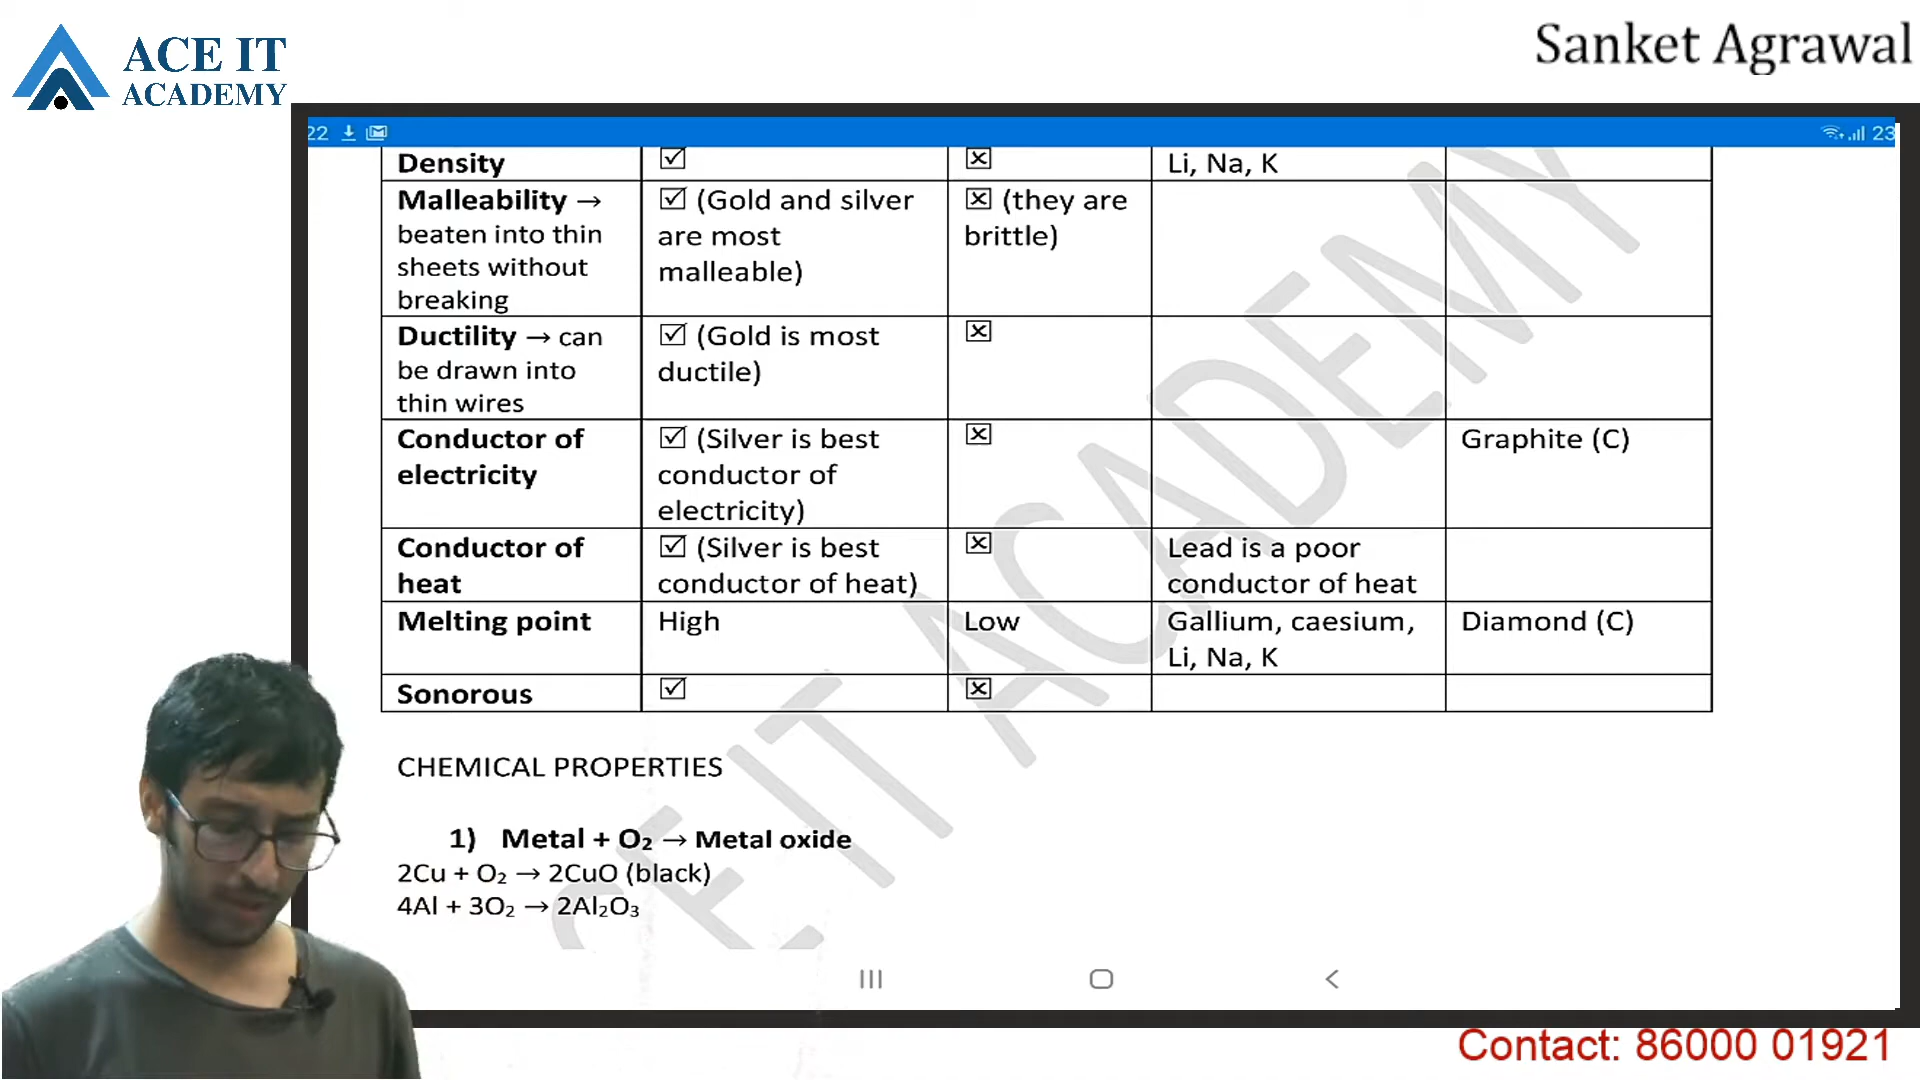 ACE IT
ACADEMY
Sanket Agrawal
22
23
Density ☑ ☒ Li, Na, K
Malleability → ☑ (Gold and silver ☒ (they are
beaten into thin are most brittle)
sheets without malleable)
breaking
Ductility → can ☑ (Gold is most ☒
be drawn into ductile)
thin wires
Conductor of ☑ (Silver is best ☒ Graphite (C)
electricity conductor of
electricity)
Conductor of ☑ (Silver is best ☒ Lead is a poor
heat conductor of heat) conductor of heat
Melting point High Low Gallium, caesium, Diamond (C)
Li, Na, K
Sonorous ☑ ☒
CHEMICAL PROPERTIES
1) Metal + O₂ → Metal oxide
2Cu + O₂ → 2CuO (black)
4Al + 3O₂ → 2Al₂O₃
CE IT ACADEMY
Contact: 86000 01921